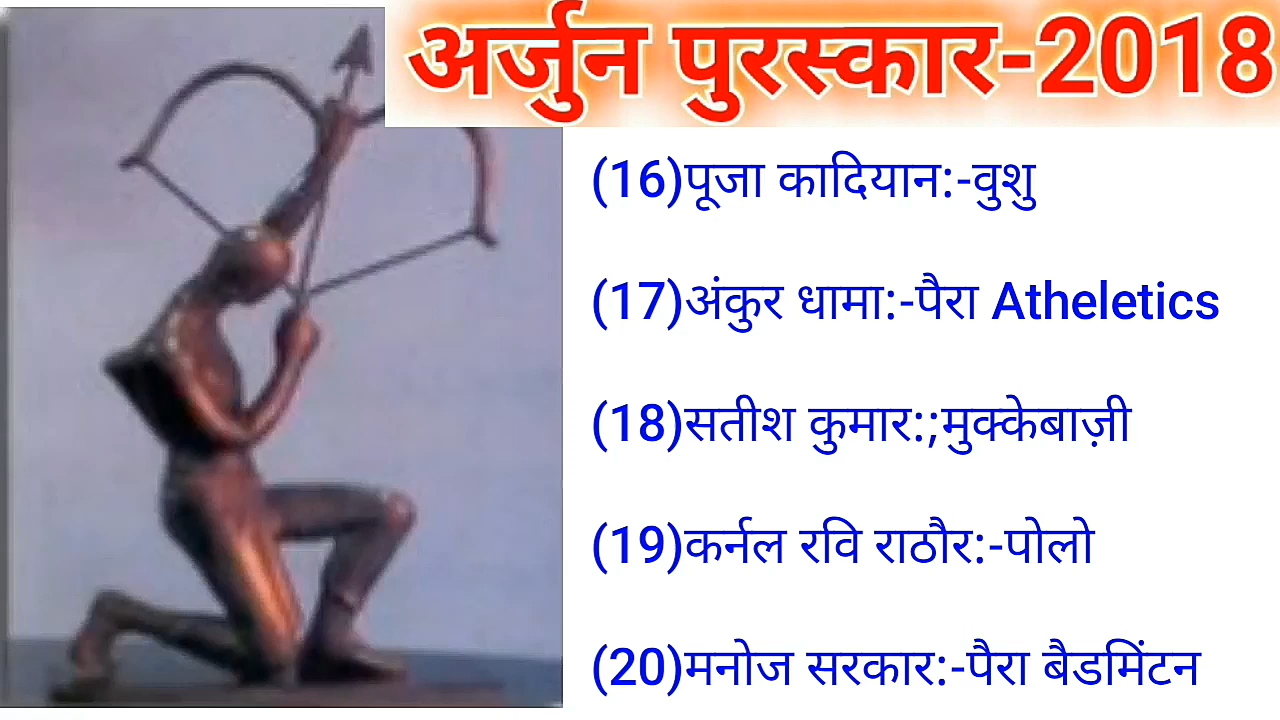 अर्जुन पुरस्कार-2018
(16)पूजा कादियान:-वुशु
(17)अंकुर धामा:-पैरा Atheletics
(18)सतीश कुमार:;मुक्केबाज़ी
(19)कर्नल रवि राठौर:-पोलो
(20)मनोज सरकार:-पैरा बैडमिंटन